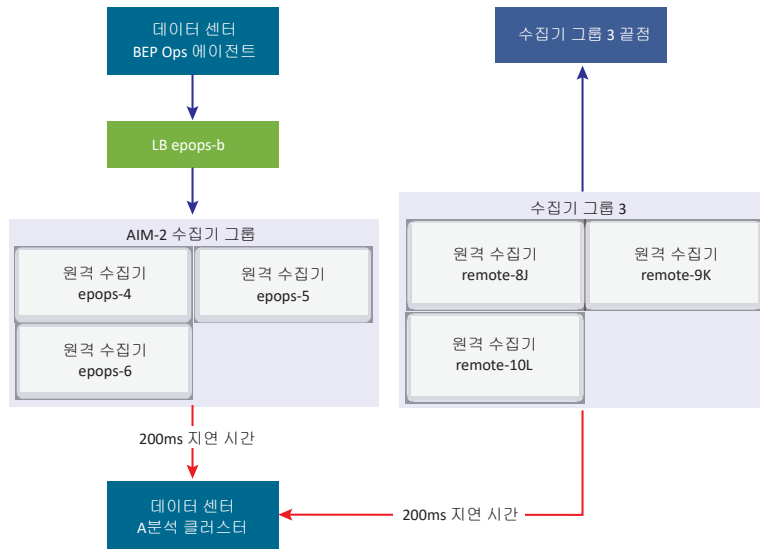 데이터 센터
BEP Ops 에이전트
수집기 그룹 3 끝점
LB epops-b
AIM-2 수집기 그룹
원격 수집기
epops-4
원격 수집기
epops-5
원격 수집기
epops-6
수집기 그룹 3
원격 수집기
remote-8J
원격 수집기
remote-9K
원격 수집기
remote-10L
200ms 지연 시간
데이터 센터
A분석 클러스터
200ms 지연 시간